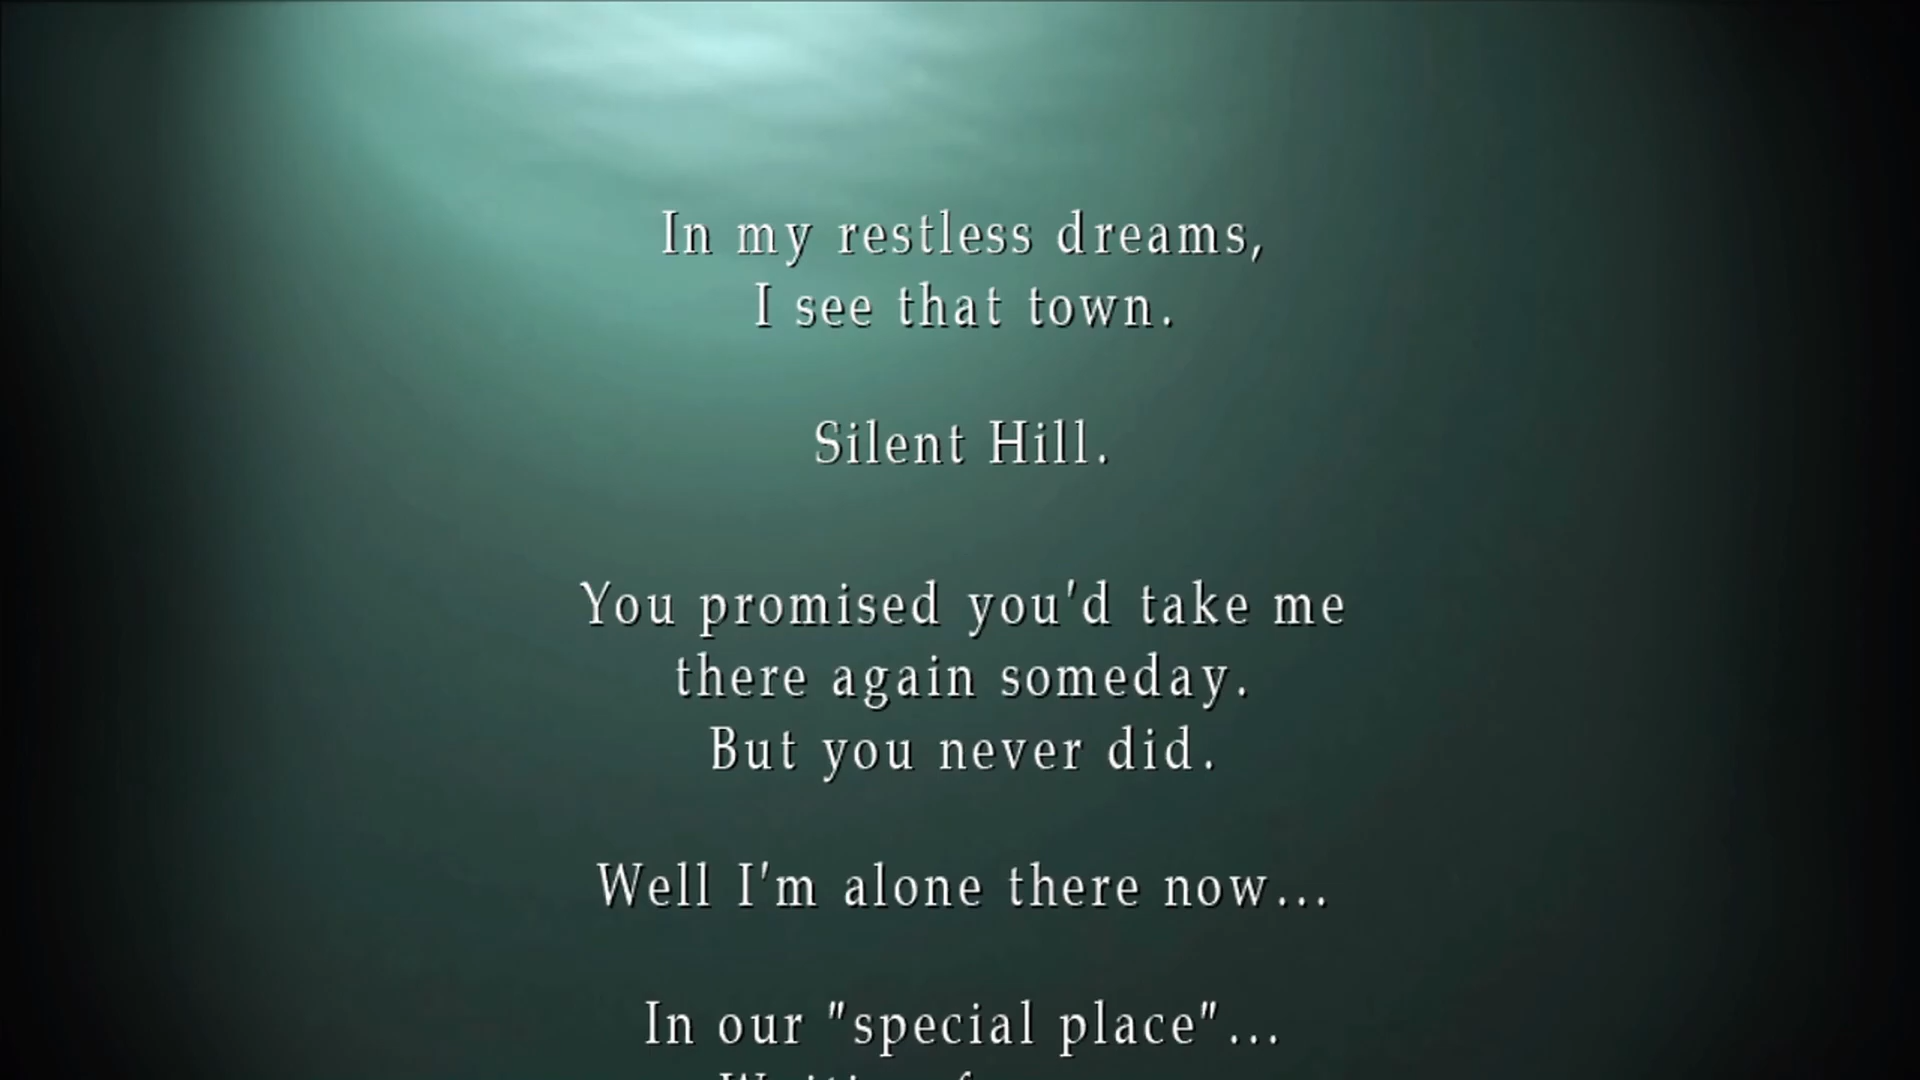 In my restless dreams,
I see that town.
Silent Hill.
You promised you'd take me
there again someday.
But you never did.
Well I'm alone there now...
In our "special place"...